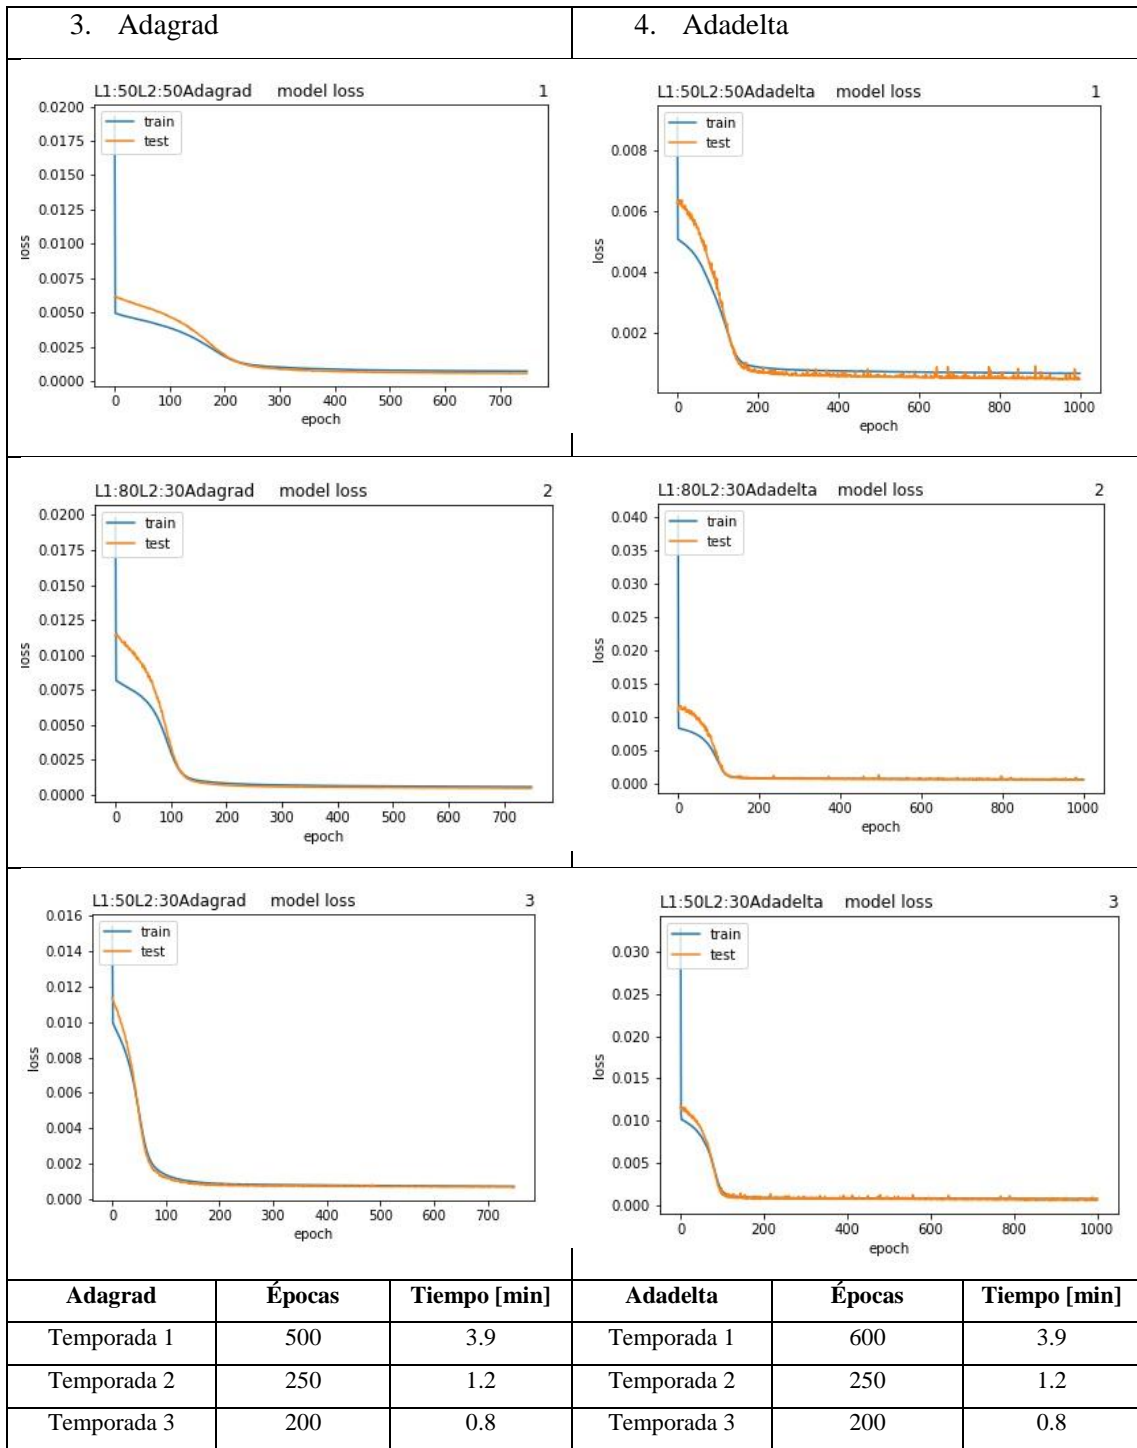 3. Adagrad
4. Adadelta
L1:50L2:50Adagrad model loss 1
0.0200
0.0175
0.0150
0.0125
0.0100
0.0075
0.0050
0.0025
0.0000
loss
train
test
0 100 200 300 400 500 600 700
epoch
L1:50L2:50Adadelta model loss 1
0.008
0.006
0.004
0.002
loss
train
test
0 200 400 600 800 1000
epoch
L1:80L2:30Adagrad model loss 2
0.0200
0.0175
0.0150
0.0125
0.0100
0.0075
0.0050
0.0025
0.0000
loss
train
test
0 100 200 300 400 500 600 700
epoch
L1:80L2:30Adadelta model loss 2
0.040
0.035
0.030
0.025
0.020
0.015
0.010
0.005
0.000
loss
train
test
0 200 400 600 800 1000
epoch
L1:50L2:30Adagrad model loss 3
0.016
0.014
0.012
0.010
0.008
0.006
0.004
0.002
0.000
loss
train
test
0 100 200 300 400 500 600 700
epoch
L1:50L2:30Adadelta model loss 3
0.030
0.025
0.020
0.015
0.010
0.005
0.000
loss
train
test
0 200 400 600 800 1000
epoch
Adagrad Épocas Tiempo [min] Adadelta Épocas Tiempo [min]
Temporada 1 500 3.9 Temporada 1 600 3.9
Temporada 2 250 1.2 Temporada 2 250 1.2
Temporada 3 200 0.8 Temporada 3 200 0.8